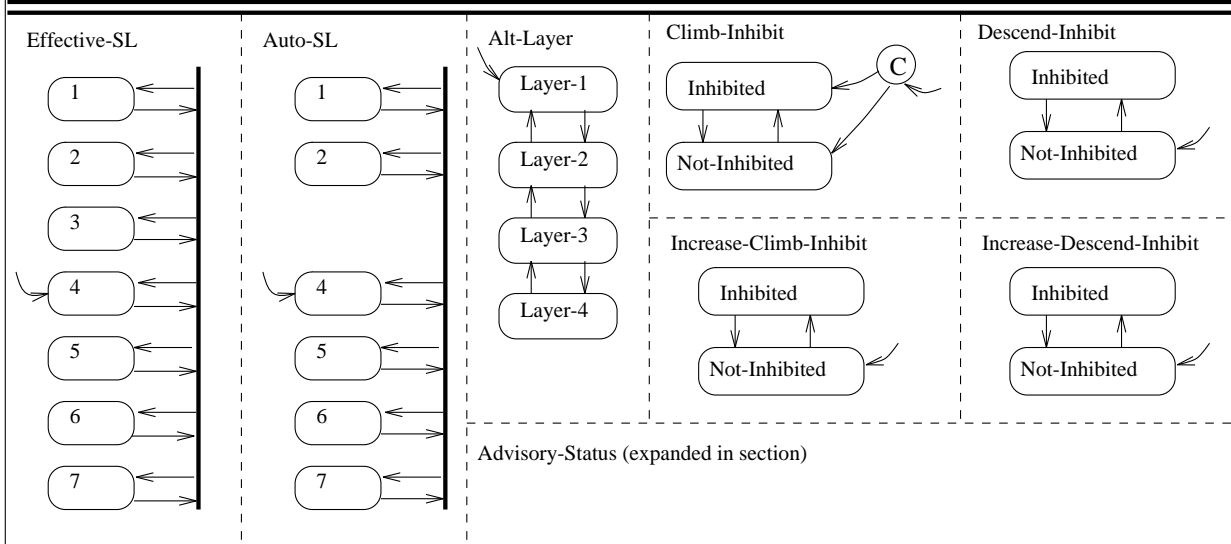 Effective-SL
1
2
3
4
5
6
7
Auto-SL
1
2
4
5
6
7
Alt-Layer
Layer-1
Layer-2
Layer-3
Layer-4
Climb-Inhibit
C
Inhibited
Not-Inhibited
Descend-Inhibit
Inhibited
Not-Inhibited
Increase-Climb-Inhibit
Inhibited
Not-Inhibited
Increase-Descend-Inhibit
Inhibited
Not-Inhibited
Advisory-Status (expanded in section)